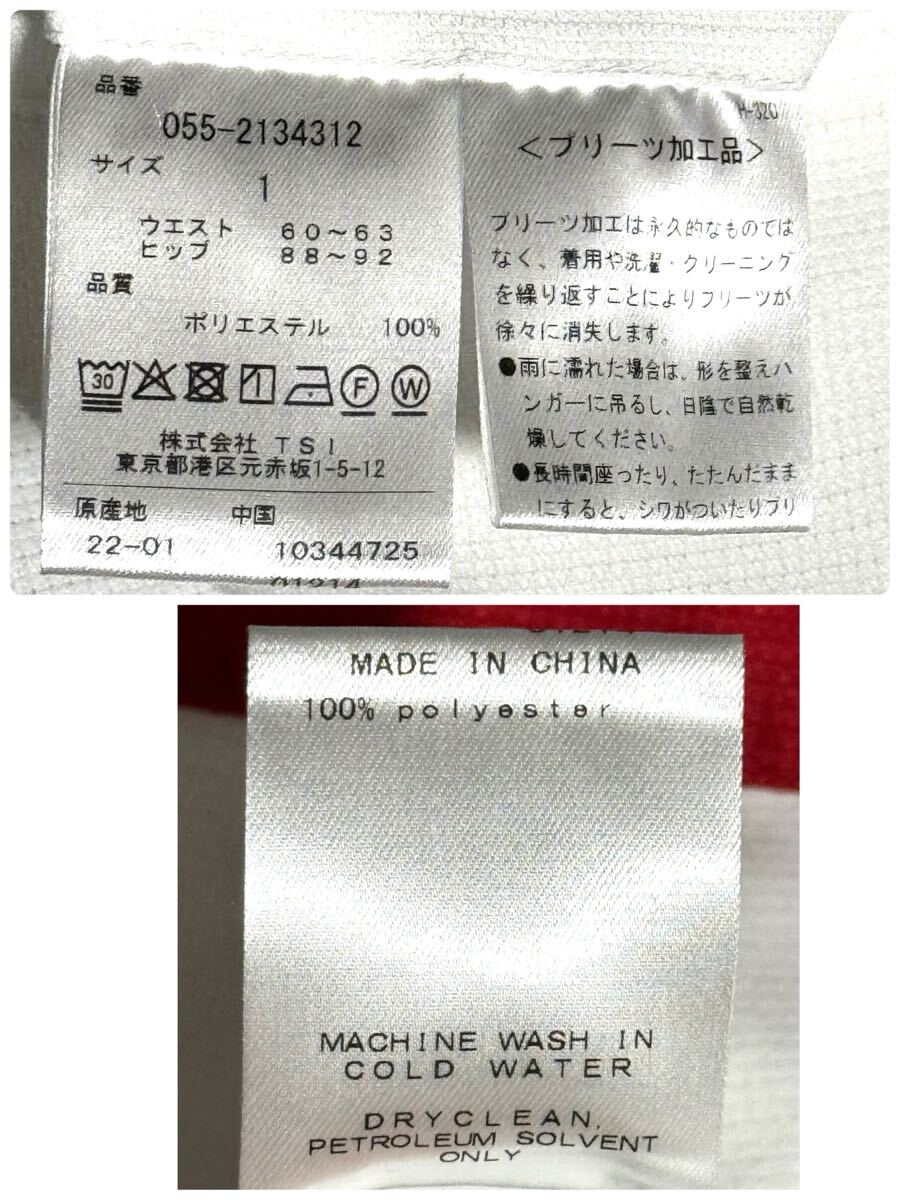 品番
055-2134312
サイズ
1
ウエスト 60～63
ヒップ 88～92
品質
ポリエステル 100%
30
F
W
株式会社 TSI
東京都港区元赤坂1-5-12
原産地 中国
22-01 10344725
01214
H-320
＜プリーツ加工品＞
プリーツ加工は永久的なものでは
なく、着用や洗濯・クリーニング
を繰り返すことによりプリーツが
徐々に消失します。
●雨に濡れた場合は、形を整えハ
ンガーに吊るし、日陰で自然乾
燥してください。
●長時間座ったり、たたんだまま
にすると、シワがついたりプリ
MADE IN CHINA
100% polyester
MACHINE WASH IN
COLD WATER
DRYCLEAN,
PETROLEUM SOLVENT
ONLY